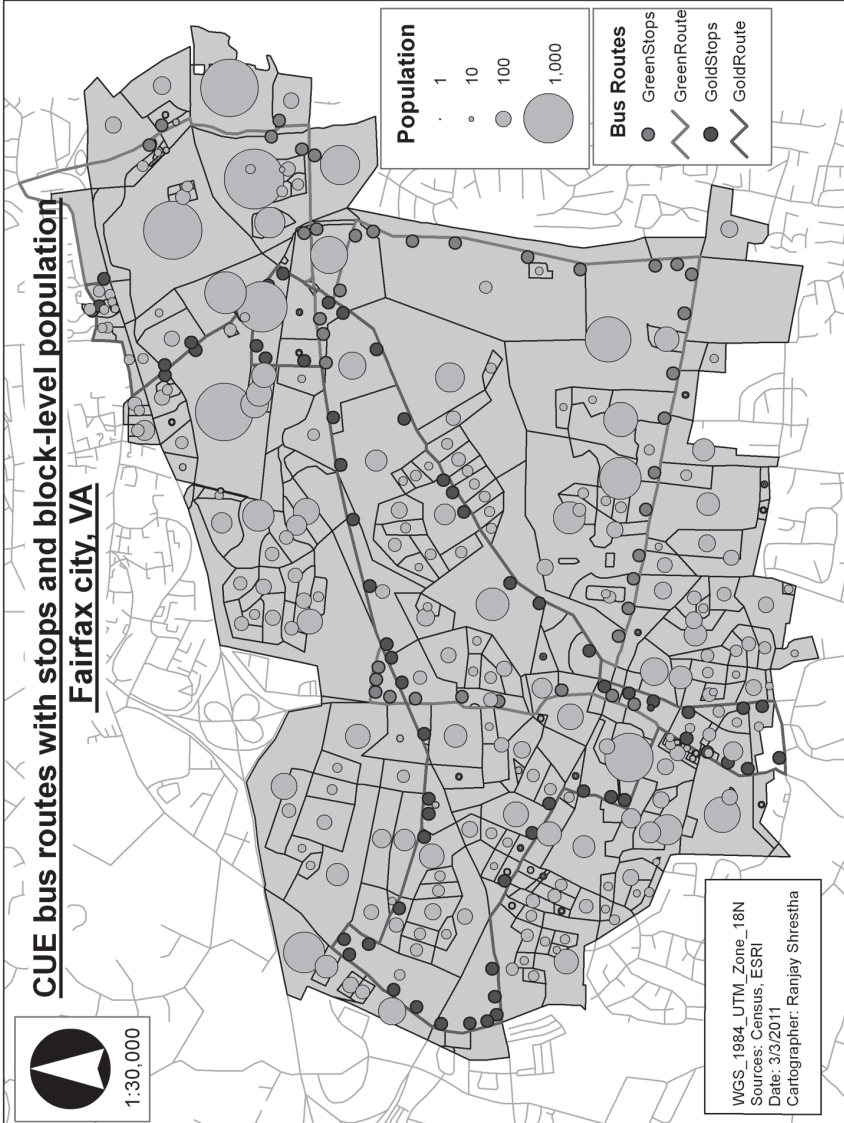 CUE bus routes with stops and block-level population
Fairfax city, VA
1:30,000
Population
1
10
100
1,000
Bus Routes
GreenStops
GreenRoute
GoldStops
GoldRoute
WGS_1984_UTM_Zone_18N
Sources: Census, ESRI
Date: 3/3/2011
Cartographer: Ranjay Shrestha